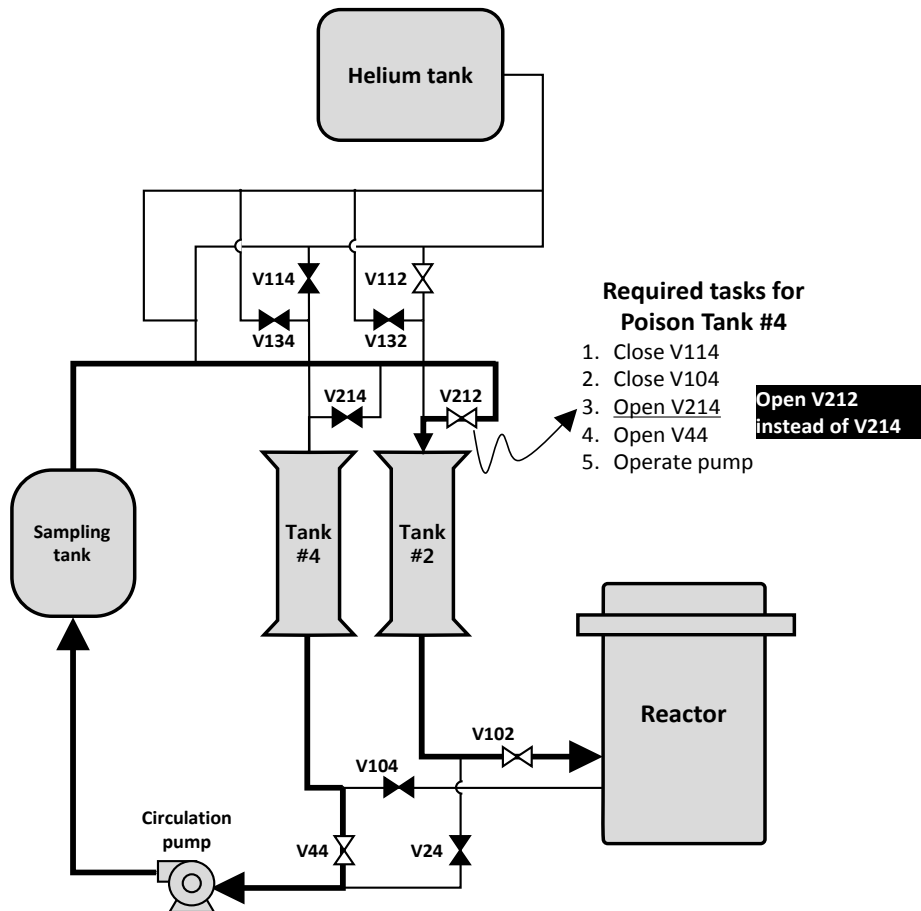 Helium tank
V114
V112
V134
V132
Required tasks for
Poison Tank #4
1. Close V114
2. Close V104
3. Open V214
4. Open V44
5. Operate pump
Open V212
instead of V214
V214
V212
Sampling
tank
Tank
#4
Tank
#2
Reactor
V102
V104
Circulation
pump
V44
V24